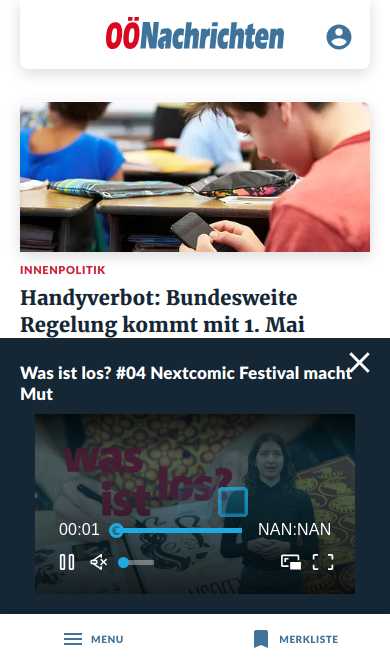 OÖNachrichten
INNENPOLITIK
Handyverbot: Bundesweite
Regelung kommt mit 1. Mai
Was ist los? #04 Nextcomic Festival macht
Mut
was
ist los?
00:01
NAN:NAN
MENU
MERKLISTE